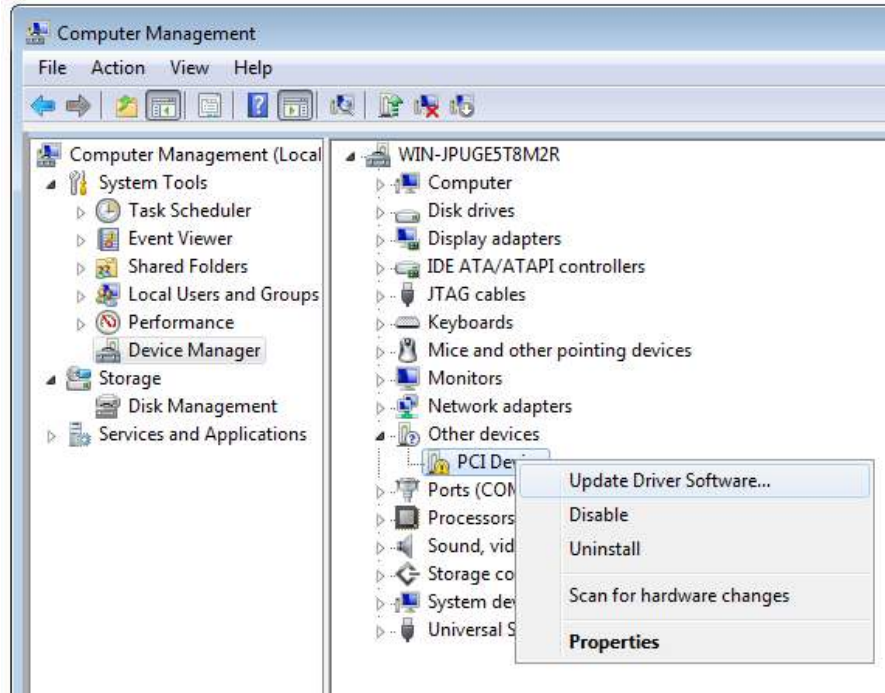 Computer Management
File Action View Help
Computer Management (Local
System Tools
Task Scheduler
Event Viewer
Shared Folders
Local Users and Groups
Performance
Device Manager
Storage
Disk Management
Services and Applications
WIN-JPUGE5T8M2R
Computer
Disk drives
Display adapters
IDE ATA/ATAPI controllers
JTAG cables
Keyboards
Mice and other pointing devices
Monitors
Network adapters
Other devices
PCI Dev
Ports (COM
Processors
Sound, vid
Storage co
System dev
Universal S
Update Driver Software...
Disable
Uninstall
Scan for hardware changes
Properties